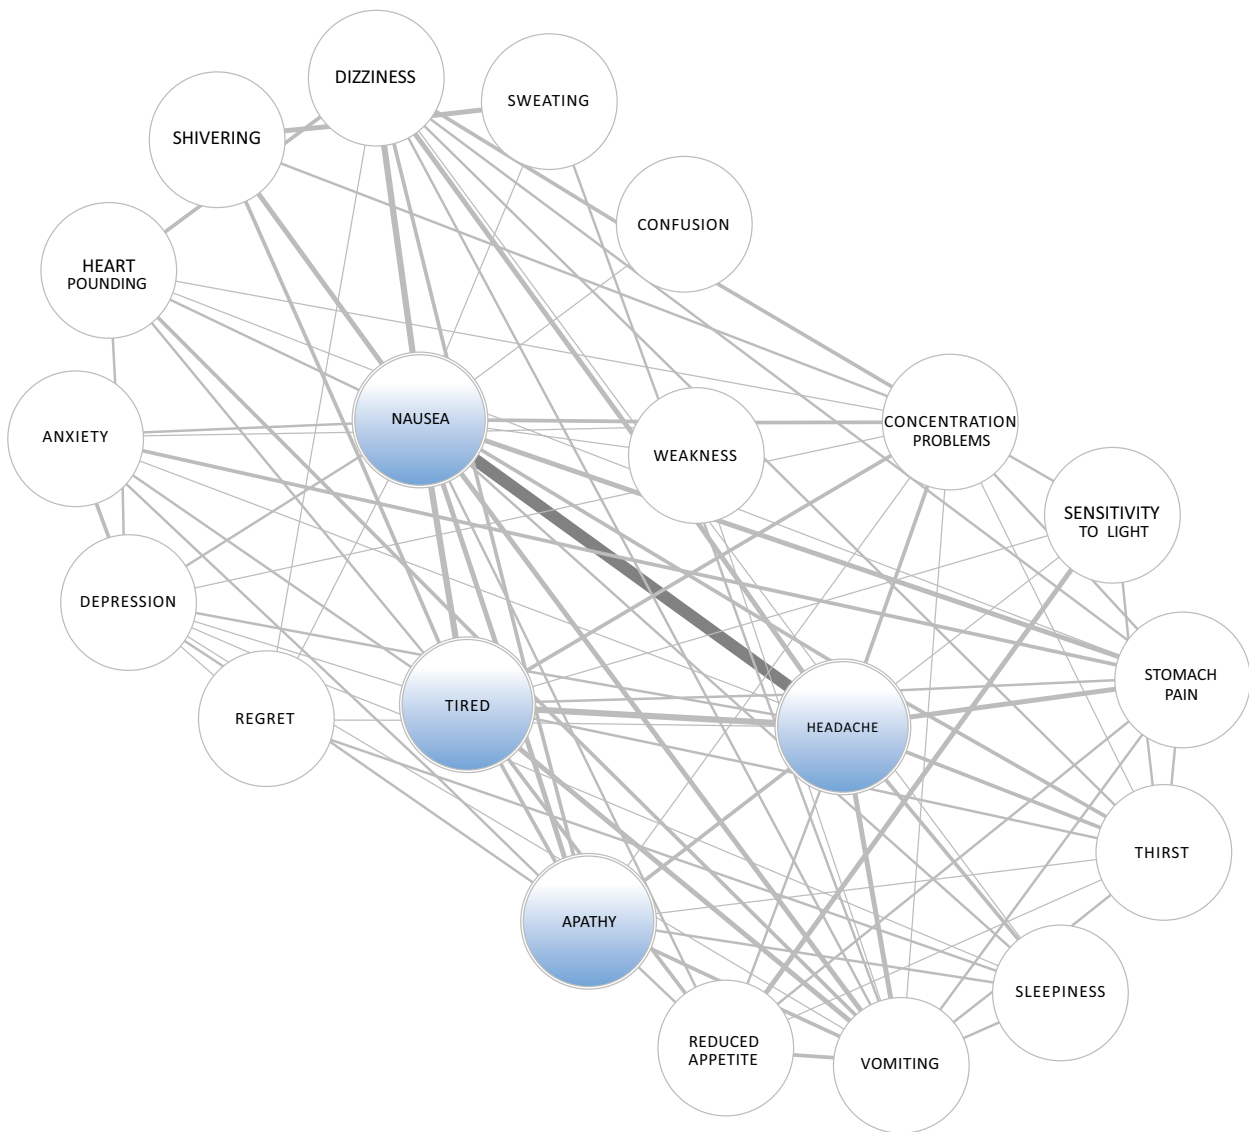 DIZZINESS
SWEATING
SHIVERING
CONFUSION
HEART
POUNDING
NAUSEA
ANXIETY
WEAKNESS
CONCENTRATION
PROBLEMS
SENSITIVITY
TO LIGHT
DEPRESSION
STOMACH
PAIN
REGRET
TIRED
HEADACHE
THIRST
APATHY
SLEEPINESS
REDUCED
APPETITE
VOMITING